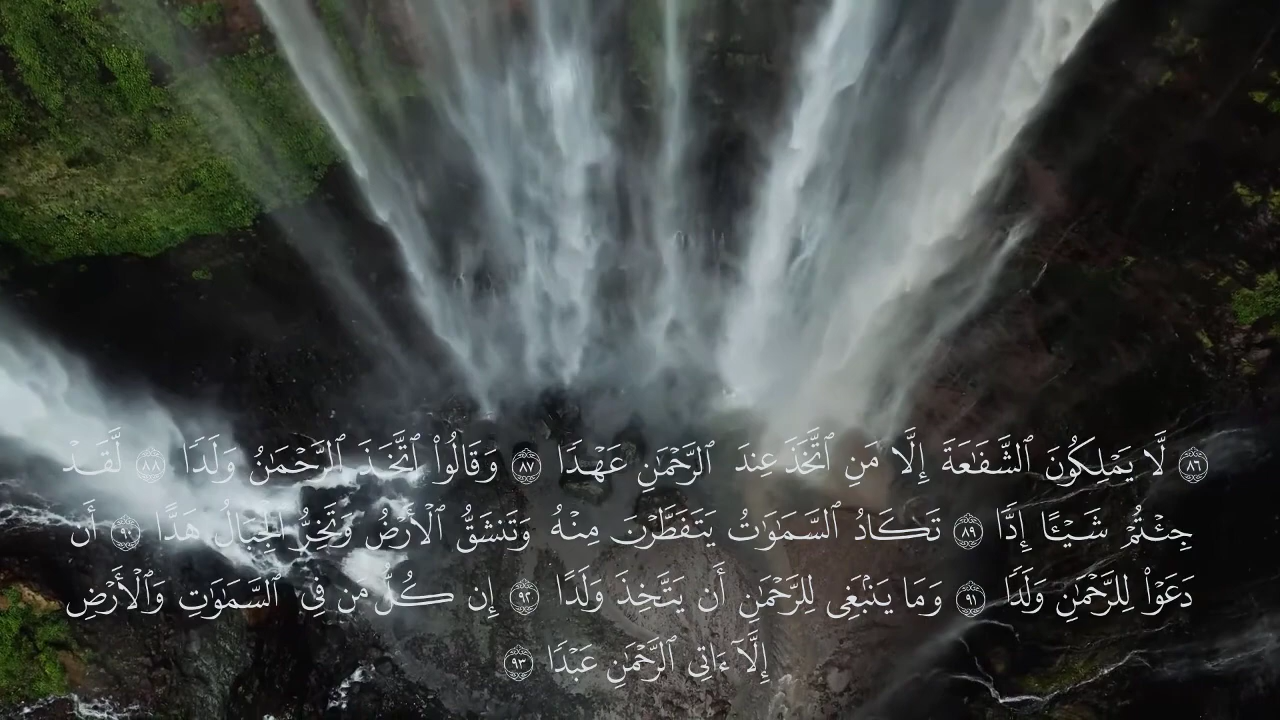 ۝٨٦ لَّا يَمْلِكُونَ ٱلشَّفَـٰعَةَ إِلَّا مَنِ ٱتَّخَذَ عِندَ ٱلرَّحْمَـٰنِ عَهْدًا ۝٨٧ وَقَالُوا۟ ٱتَّخَذَ ٱلرَّحْمَـٰنُ وَلَدًا ۝٨٨ لَّقَدْ
جِئْتُمْ شَيْـًٔا إِدًّا ۝٨٩ تَكَادُ ٱلسَّمَـٰوَٰتُ يَتَفَطَّرْنَ مِنْهُ وَتَنشَقُّ ٱلْأَرْضُ وَتَخِرُّ ٱلْجِبَالُ هَدًّا ۝٩٠ أَن
دَعَوْا۟ لِلرَّحْمَـٰنِ وَلَدًا ۝٩١ وَمَا يَنۢبَغِى لِلرَّحْمَـٰنِ أَن يَتَّخِذَ وَلَدًا ۝٩٢ إِن كُلُّ مَن فِى ٱلسَّمَـٰوَٰتِ وَٱلْأَرْضِ
إِلَّآ ءَاتِى ٱلرَّحْمَـٰنِ عَبْدًا ۝٩٣